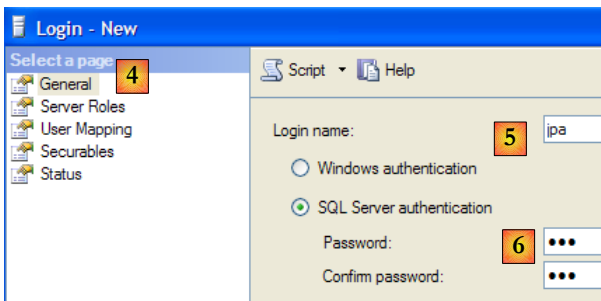 Login - New
Select a page
4
General
Server Roles
User Mapping
Securables
Status
Script Help
Login name: 5 jpa
Windows authentication
SQL Server authentication
Password: 6 •••
Confirm password: •••